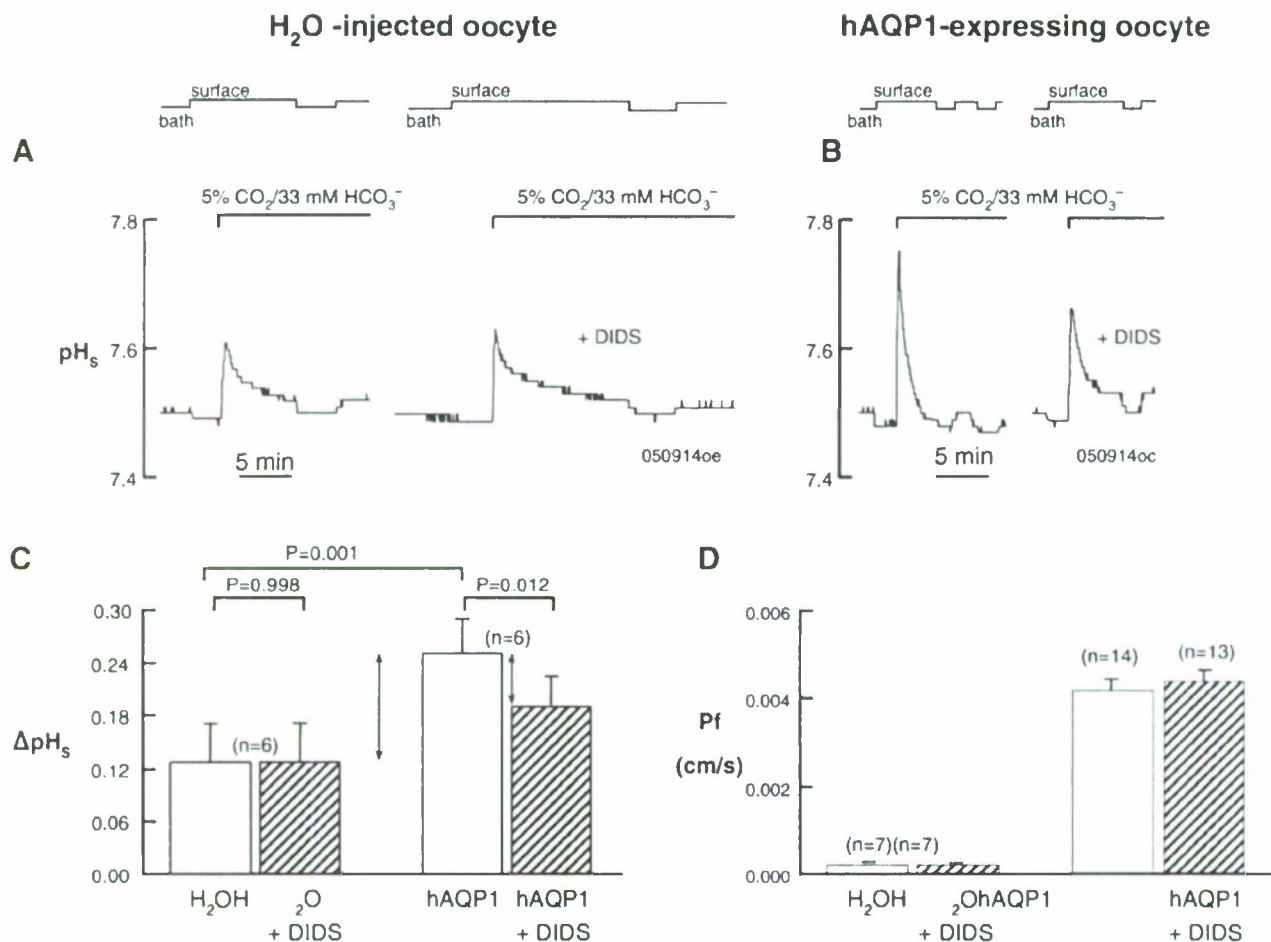 H₂O -injected oocyte
hAQP1-expressing oocyte
surface
bath
surface
bath
surface
bath
surface
bath
A
5% CO₂/33 mM HCO₃⁻
5% CO₂/33 mM HCO₃⁻
7.8
7.6
7.4
pHₛ
+ DIDS
5 min
050914oe
B
5% CO₂/33 mM HCO₃⁻
7.8
7.6
7.4
+ DIDS
5 min
050914oc
C
P=0.001
P=0.998
P=0.012
0.30
0.24
0.18
0.12
0.06
0.00
ΔpHₛ
(n=6)
(n=6)
H₂OH
₂O
+ DIDS
hAQP1
hAQP1
+ DIDS
D
0.006
0.004
0.002
0.000
Pf
(cm/s)
(n=7)(n=7)
(n=14)
(n=13)
H₂OH
₂OhAQP1
+ DIDS
hAQP1
+ DIDS